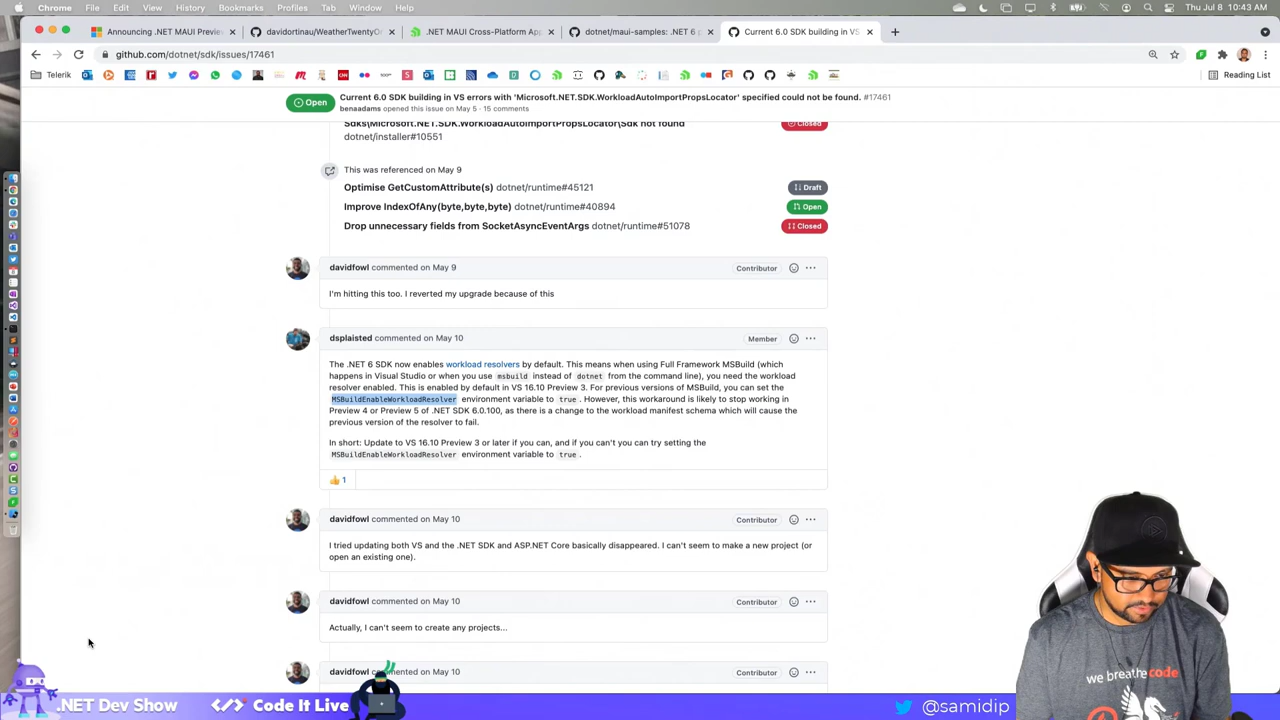 Chrome File Edit View History Bookmarks Profiles Tab Window Help
Fri Jul 16 10:43 AM
Announcing .NET MAUI Preview
davidortinau/WeatherTwentyOn
.NET MAUI Cross-Platform App
dotnet/maui-samples: .NET 6 p
Current 6.0 SDK building in VS
github.com/dotnet/sdk/issues/17461
Telerik
Reading List
Open
Current 6.0 SDK building in VS errors with 'Microsoft.NET.SDK.WorkloadAutoImportPropsLocator' specified could not be found. #17461
benaadams opened this issue on May 5 · 15 comments
Sdks\Microsoft.NET.SDK.WorkloadAutoImportPropsLocator\Sdk not found
Closed
dotnet/installer#10551
This was referenced on May 9
Optimise GetCustomAttribute(s) dotnet/runtime#45121
Draft
Improve IndexOfAny(byte,byte,byte) dotnet/runtime#40894
Open
Drop unnecessary fields from SocketAsyncEventArgs dotnet/runtime#51078
Closed
davidfowl commented on May 9
Contributor
I'm hitting this too. I reverted my upgrade because of this
dsplaisted commented on May 10
Member
The .NET 6 SDK now enables workload resolvers by default. This means when using Full Framework MSBuild (which
happens in Visual Studio or when you use msbuild instead of dotnet from the command line), you need the workload
resolver enabled. This is enabled by default in VS 16.10 Preview 3. For previous versions of MSBuild, you can set the
MSBuildEnableWorkloadResolver environment variable to true. However, this workaround is likely to stop working in
Preview 4 or Preview 5 of .NET SDK 6.0.100, as there is a change to the workload manifest schema which will cause the
previous version of the resolver to fail.
In short: Update to VS 16.10 Preview 3 or later if you can, and if you can't you can try setting the
MSBuildEnableWorkloadResolver environment variable to true.
1
davidfowl commented on May 10
Contributor
I tried updating both VS and the .NET SDK and ASP.NET Core basically disappeared. I can't seem to make a new project (or
open an existing one).
davidfowl commented on May 10
Contributor
Actually, I can't seem to create any projects...
davidfowl commented on May 10
Contributor
we breathe code
.NET Dev Show
Code It Live
@samidip